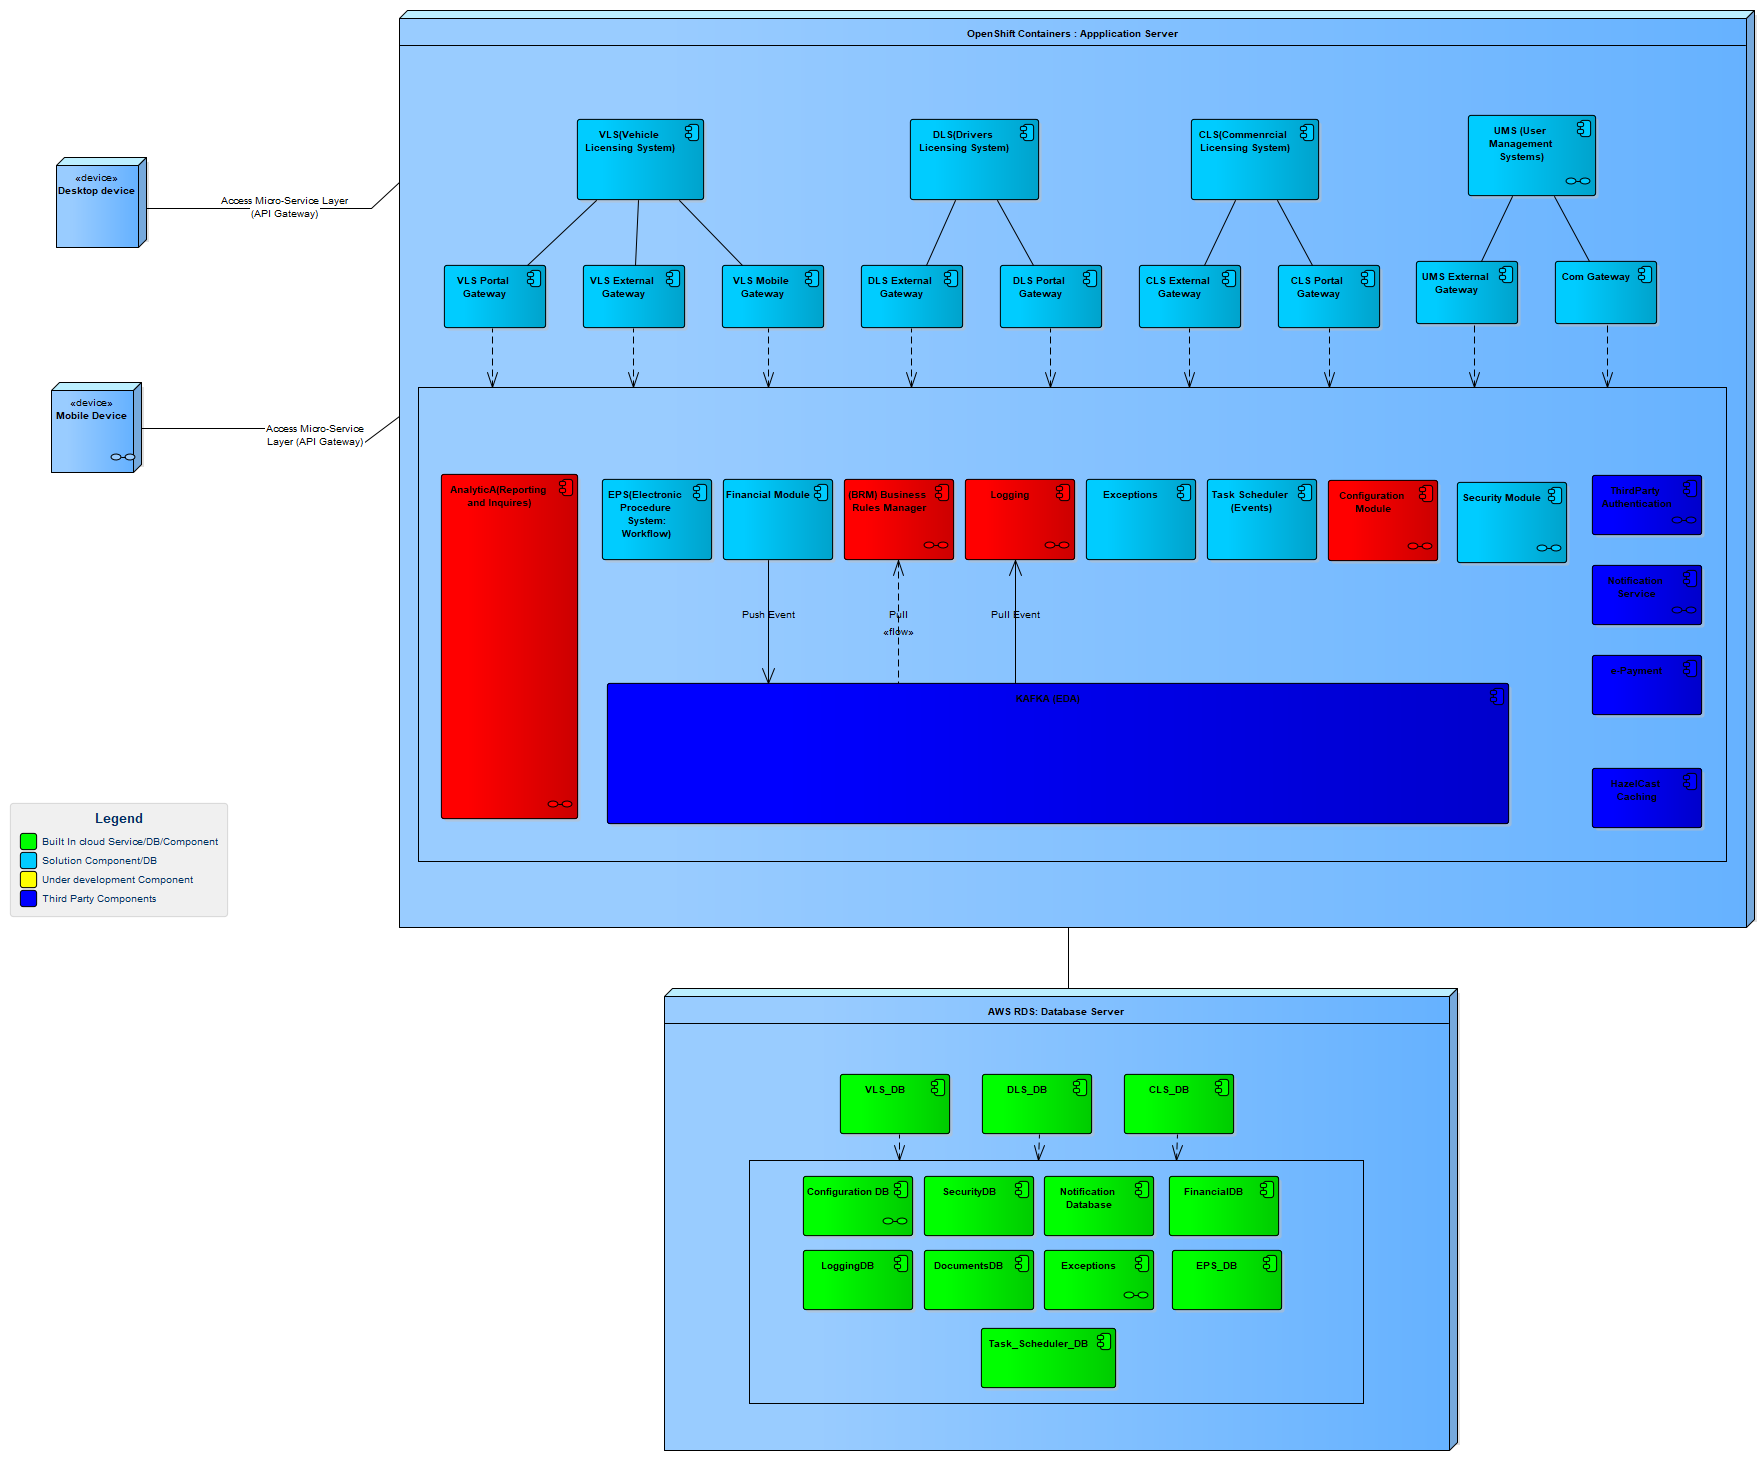 OpenShift Containers : Appplication Server
VLS(Vehicle
Licensing System)
DLS(Drivers
Licensing System)
CLS(Commenrcial
Licensing System)
UMS (User
Management
Systems)
«device»
Desktop device
Access Micro-Service Layer
(API Gateway)
VLS Portal
Gateway
VLS External
Gateway
VLS Mobile
Gateway
DLS External
Gateway
DLS Portal
Gateway
CLS External
Gateway
CLS Portal
Gateway
UMS External
Gateway
Com Gateway
«device»
Mobile Device
Access Micro-Service
Layer (API Gateway)
AnalyticA(Reporting
and Inquires)
EPS(Electronic
Procedure
System:
Workflow)
Financial Module
(BRM) Business
Rules Manager
Logging
Exceptions
Task Scheduler
(Events)
Configuration
Module
Security Module
ThirdParty
Authentication
Notification
Service
e-Payment
HazelCast
Caching
Push Event
Pull
«flow»
Pull Event
KAFKA (EDA)
Legend
Built In cloud Service/DB/Component
Solution Component/DB
Under development Component
Third Party Components
AWS RDS: Database Server
VLS_DB
DLS_DB
CLS_DB
Configuration DB
SecurityDB
Notification
Database
FinancialDB
LoggingDB
DocumentsDB
Exceptions
EPS_DB
Task_Scheduler_DB